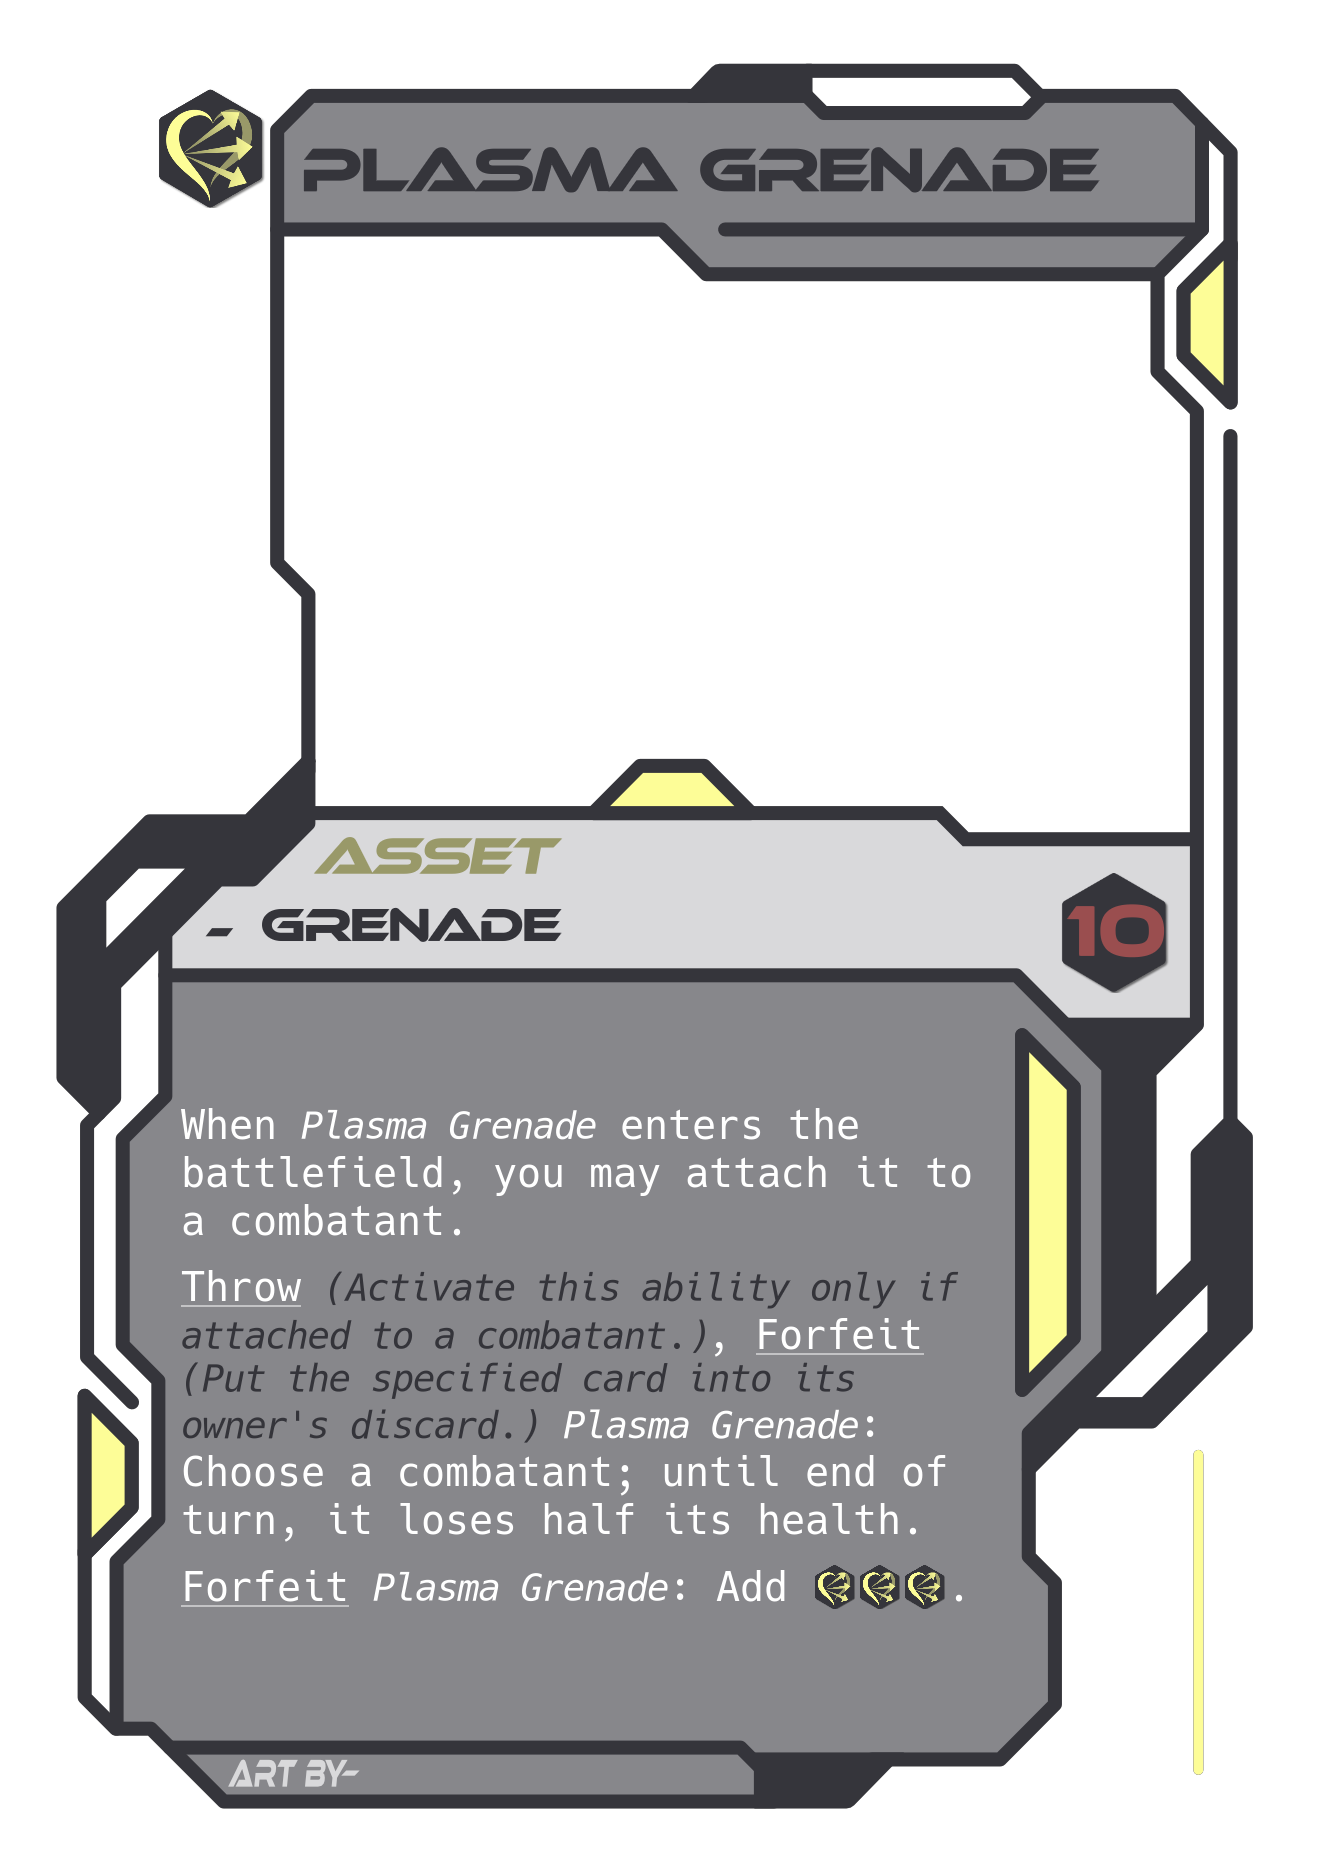 PLASMA GRENADE
ASSET
- GRENADE
10
When Plasma Grenade enters the
battlefield, you may attach it to
a combatant.
Throw (Activate this ability only if
attached to a combatant.), Forfeit
(Put the specified card into its
owner's discard.) Plasma Grenade:
Choose a combatant; until end of
turn, it loses half its health.
Forfeit Plasma Grenade: Add .
ART BY-